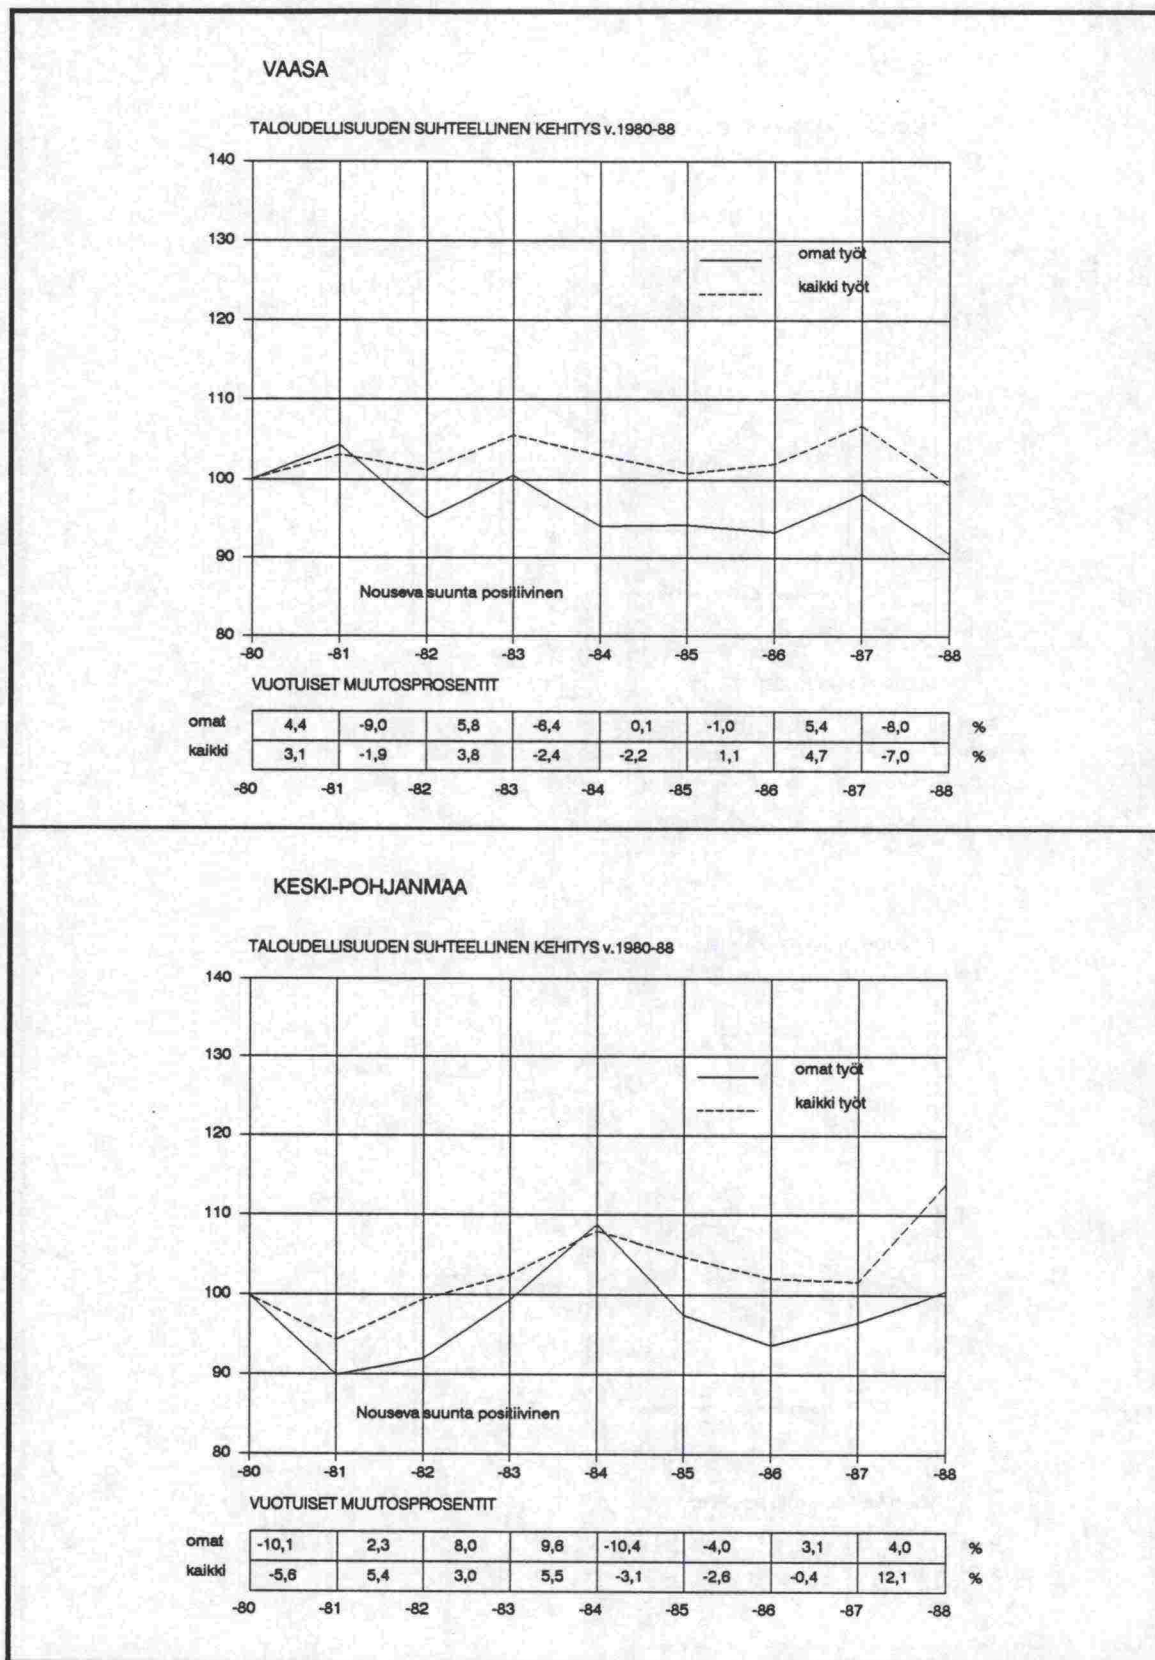 VAASA
TALOUDELLISUUDEN SUHTEELLINEN KEHITYS v.1980-88
140
130
omat työt
kaikki työt
120
110
100
90
Nouseva suunta positiivinen
80
-80 -81 -82 -83 -84 -85 -86 -87 -88
VUOTUISET MUUTOSPROSENTIT
omat 4,4 -9,0 5,8 -6,4 0,1 -1,0 5,4 -8,0 %
kaikki 3,1 -1,9 3,8 -2,4 -2,2 1,1 4,7 -7,0 %
-80 -81 -82 -83 -84 -85 -86 -87 -88
KESKI-POHJANMAA
TALOUDELLISUUDEN SUHTEELLINEN KEHITYS v.1980-88
140
130
omat työt
kaikki työt
120
110
100
90
Nouseva suunta positiivinen
80
-80 -81 -82 -83 -84 -85 -86 -87 -88
VUOTUISET MUUTOSPROSENTIT
omat -10,1 2,3 8,0 9,6 -10,4 -4,0 3,1 4,0 %
kaikki -5,6 5,4 3,0 5,5 -3,1 -2,6 -0,4 12,1 %
-80 -81 -82 -83 -84 -85 -86 -87 -88